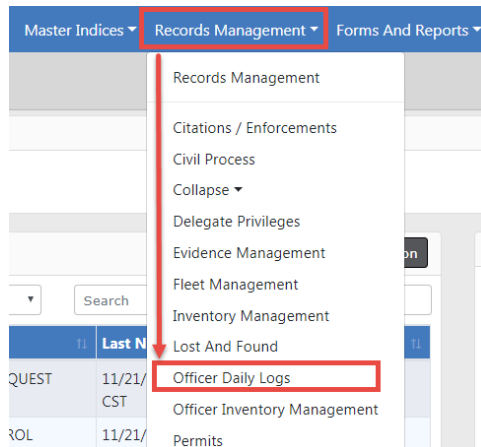 Master Indices Records Management Forms And Reports
Records Management
Citations / Enforcements
Civil Process
Collapse
Delegate Privileges
Evidence Management
on
Fleet Management
Search
Inventory Management
Last N
Lost And Found
QUEST
11/21/
Officer Daily Logs
CST
Officer Inventory Management
ROL
11/21/
Permits